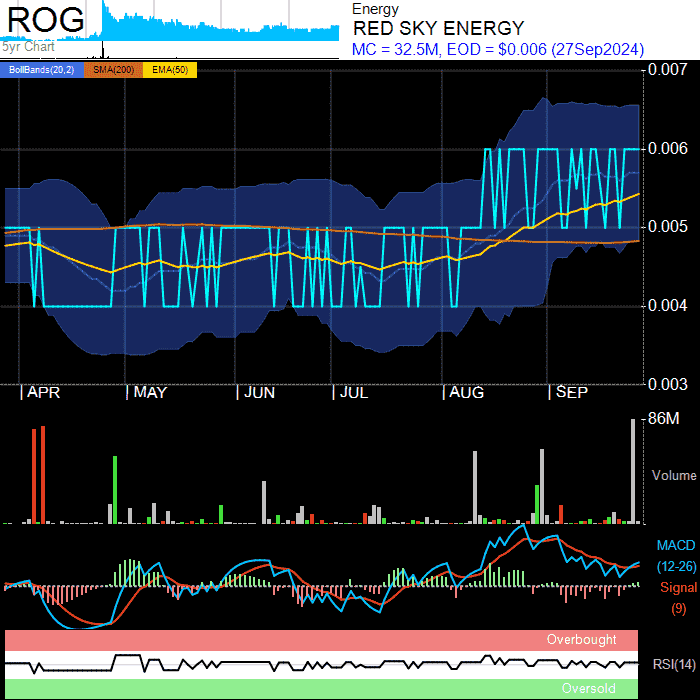 ROG
5yr Chart
Energy
RED SKY ENERGY
MC = 32.5M, EOD = $0.006 (27Sep2024)
BollBands(20,2) SMA(200) EMA(50)
0.007
0.006
0.005
0.004
0.003
APR MAY JUN JUL AUG SEP
86M
Volume
MACD
(12-26)
Signal
(9)
Overbought
RSI(14)
Oversold